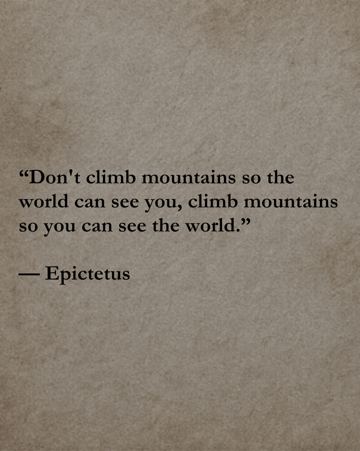 “Don't climb mountains so the
world can see you, climb mountains
so you can see the world.”
— Epictetus